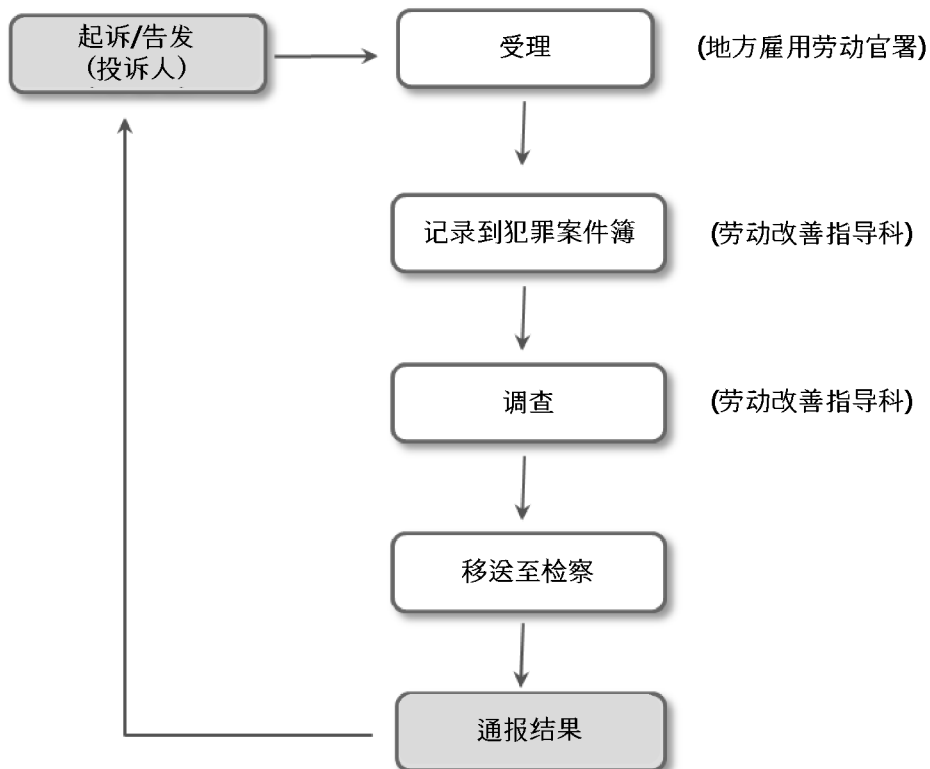 起诉/告发
(投诉人)
受理
(地方雇用劳动官署)
记录到犯罪案件簿
(劳动改善指导科)
调查
(劳动改善指导科)
移送至检察
通报结果